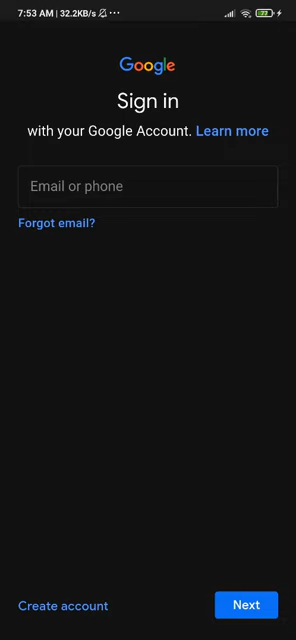 7:53 AM | 32.2KB/s ···
77
Google
Sign in
with your Google Account. Learn more
Email or phone
Forgot email?
Create account
Next